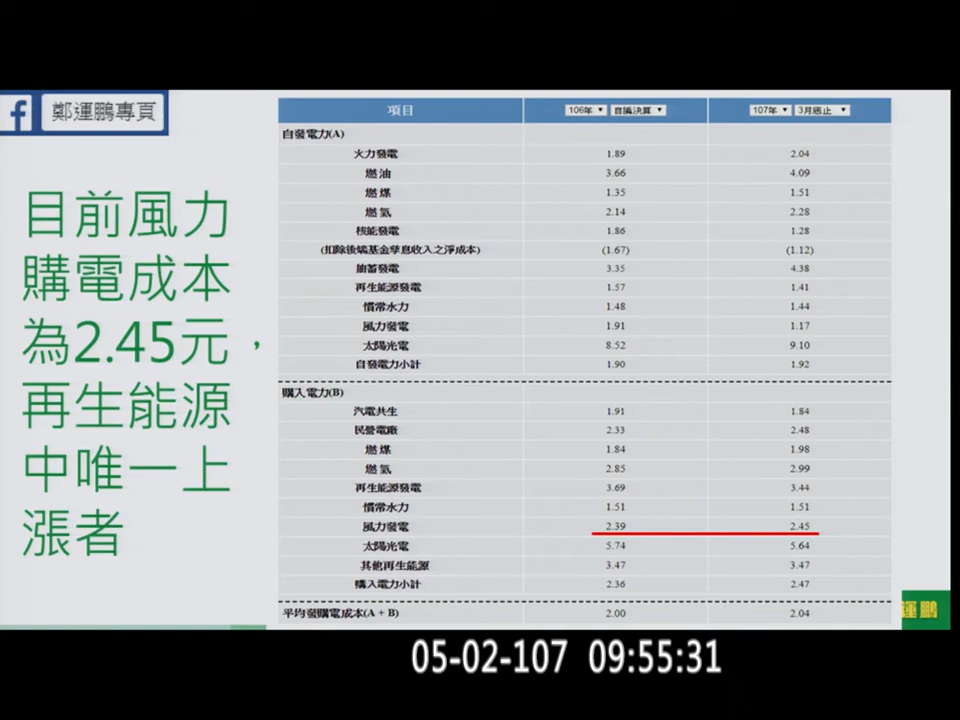 鄭運鵬專頁
目前風力
購電成本
為2.45元，
再生能源
中唯一上
漲者
項目 106年 自編決算 107年 3月底止
自發電力(A)
火力發電 1.89 2.04
燃油 3.66 4.09
燃煤 1.35 1.51
燃氣 2.14 2.28
核能發電 1.86 1.28
(扣除後端基金孳息收入之淨成本) (1.67) (1.12)
抽蓄發電 3.35 4.38
再生能源發電 1.57 1.41
慣常水力 1.48 1.44
風力發電 1.91 1.17
太陽光電 8.52 9.10
自發電力小計 1.90 1.92
購入電力(B)
汽電共生 1.91 1.84
民營電廠 2.33 2.48
燃煤 1.84 1.98
燃氣 2.85 2.99
再生能源發電 3.69 3.44
慣常水力 1.51 1.51
風力發電 2.39 2.45
太陽光電 5.74 5.64
其他再生能源 3.47 3.47
購入電力小計 2.36 2.47
平均發購電成本(A + B) 2.00 2.04
運鵬
05-02-107 09:55:31